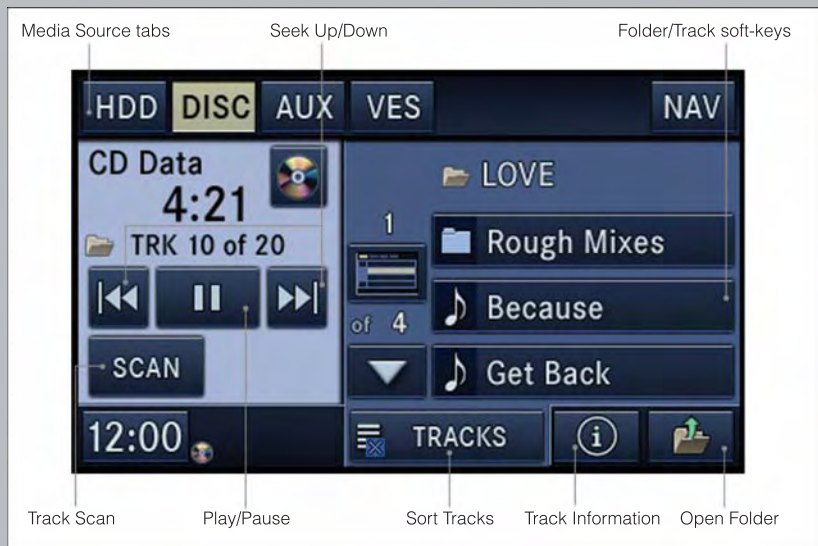 Media Source tabs
Seek Up/Down
Folder/Track soft-keys
HDD DISC AUX VES NAV
CD Data
4:21
TRK 10 of 20
SCAN
12:00
LOVE
1
of 4
Rough Mixes
Because
Get Back
TRACKS
i
Track Scan
Play/Pause
Sort Tracks
Track Information
Open Folder